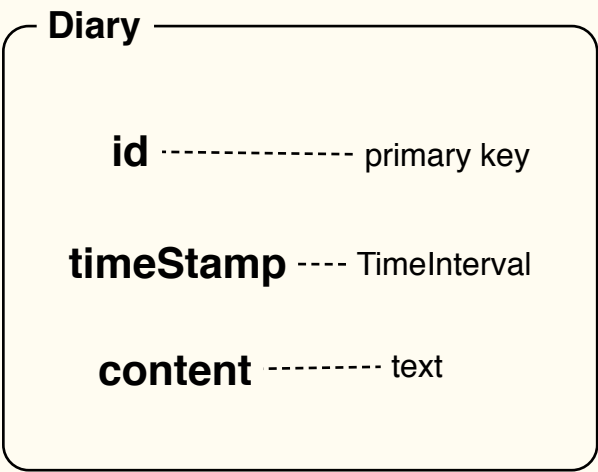 Diary
id primary key
timeStamp TimeInterval
content text